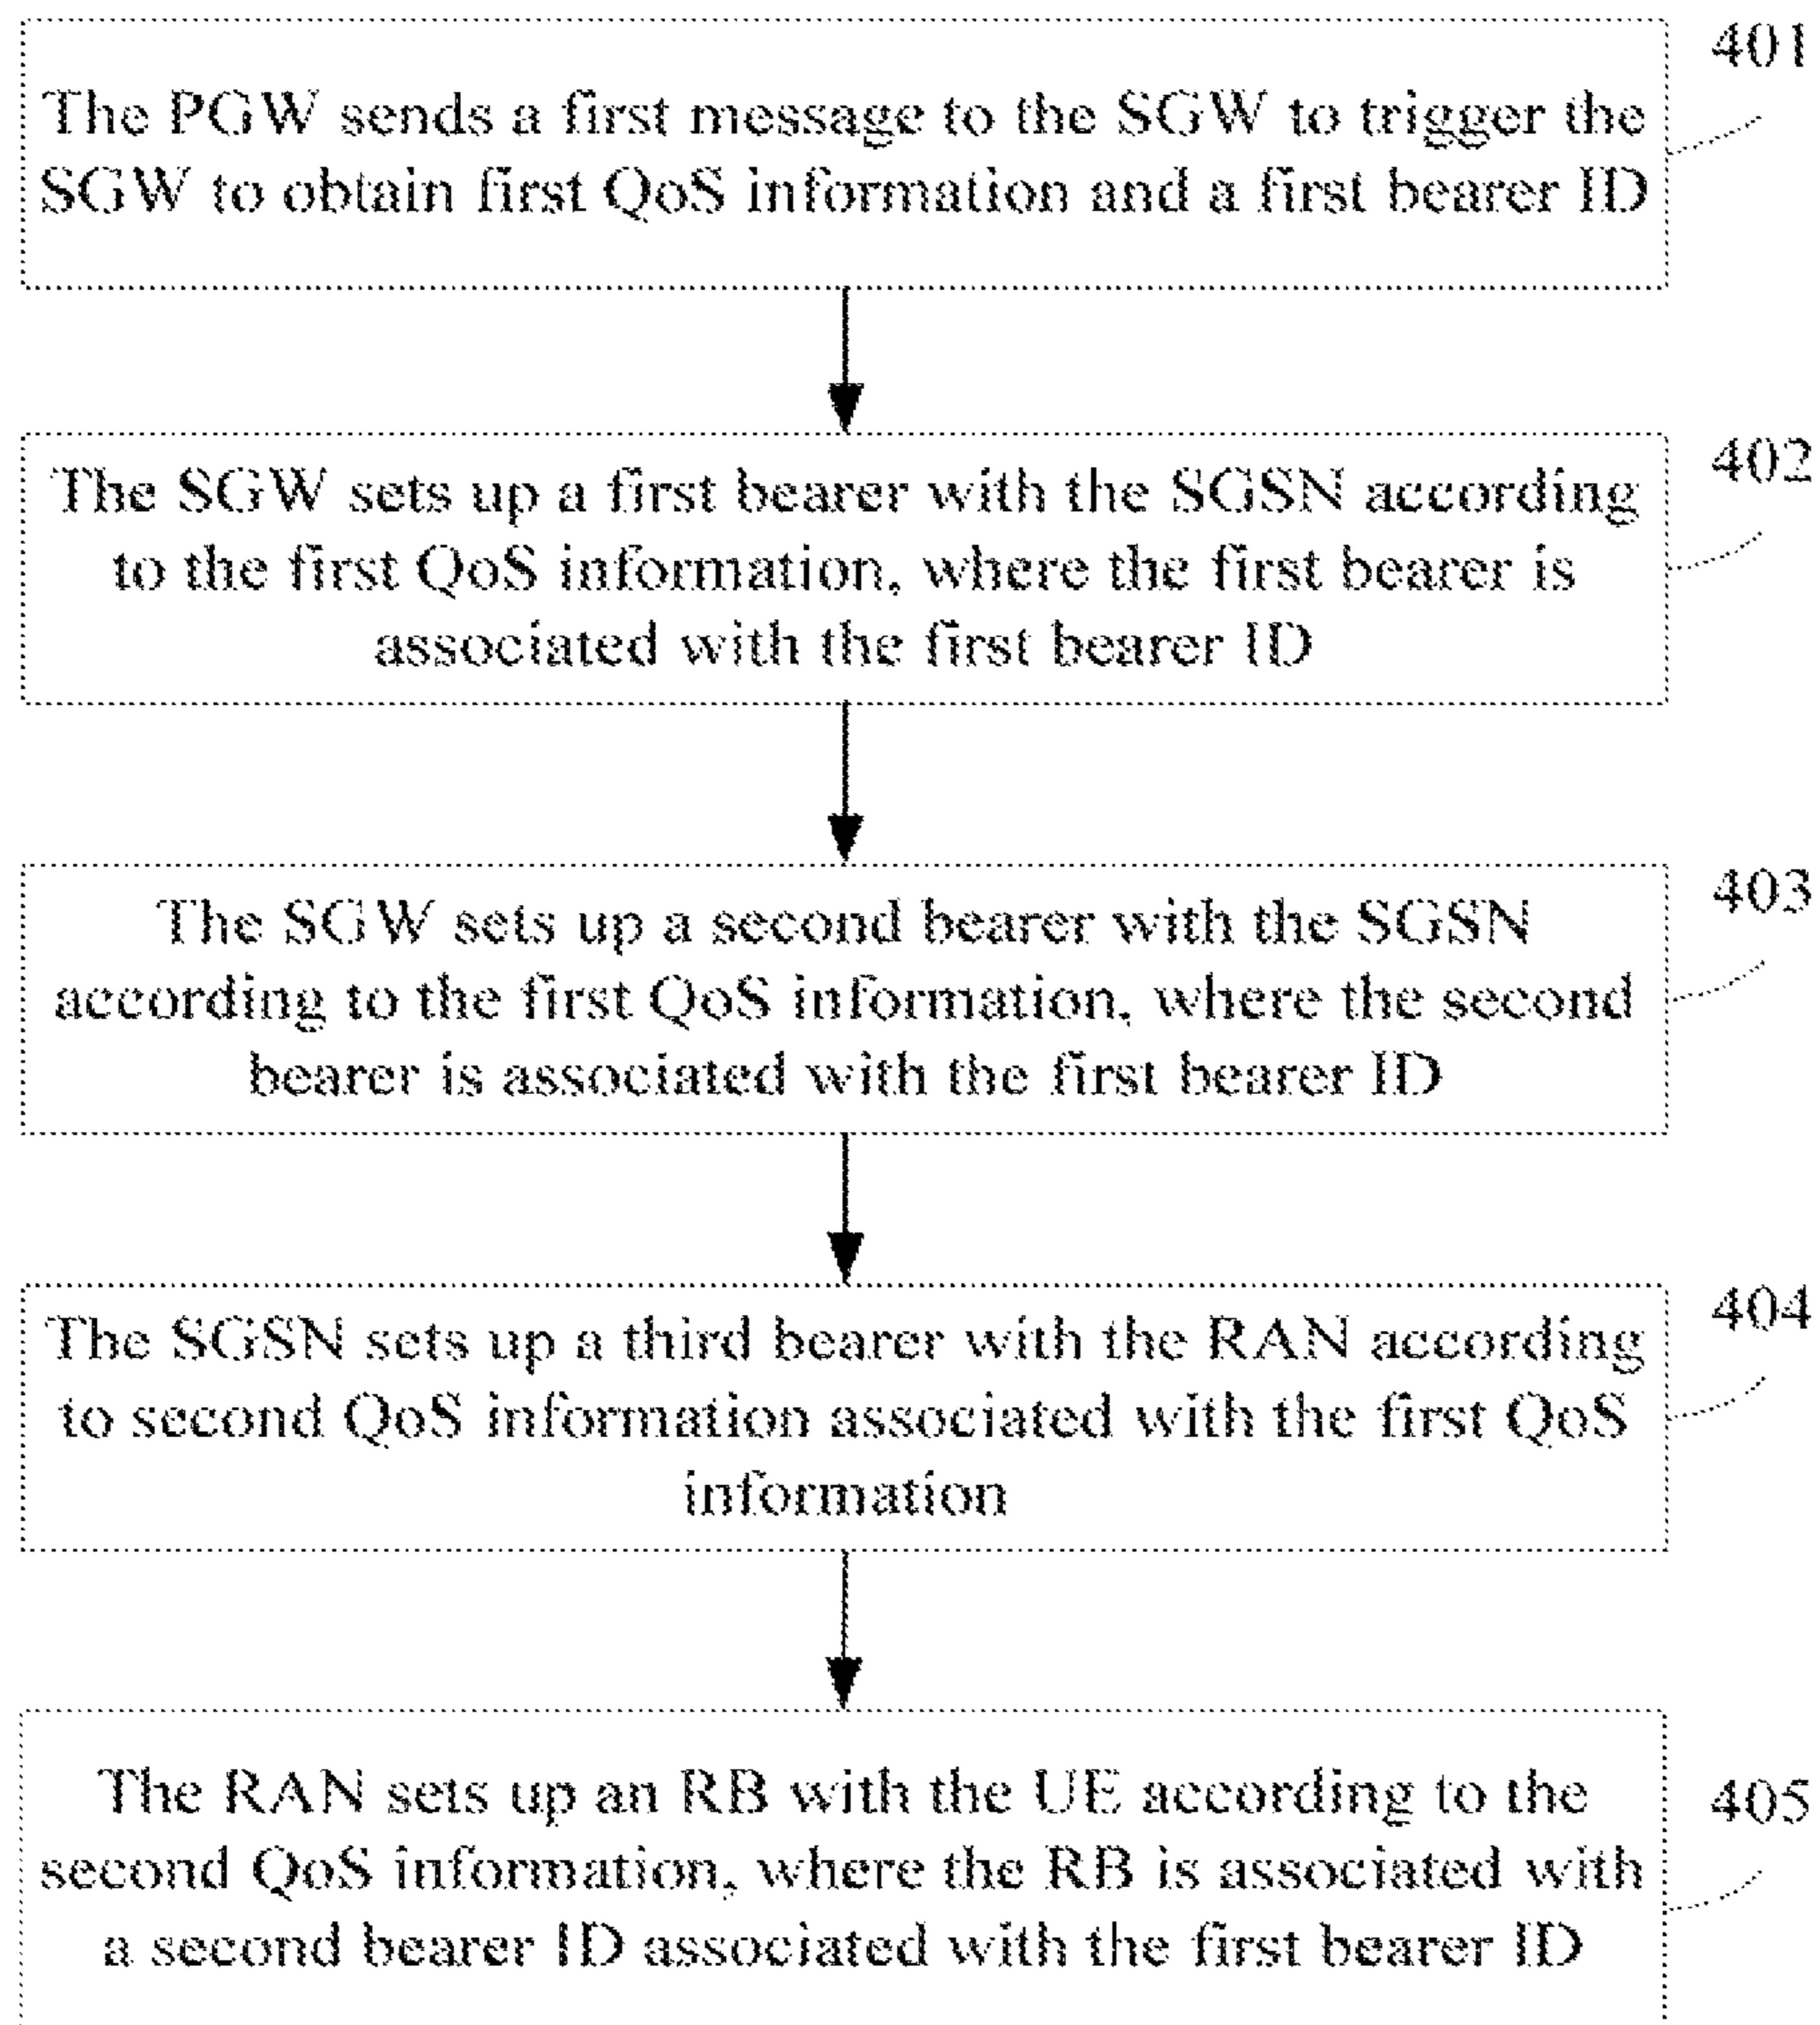 401
The PGW sends a first message to the SGW to trigger the
SGW to obtain first QoS information and a first bearer ID
402
The SGW sets up a first bearer with the SGSN according
to the first QoS information, where the first bearer is
associated with the first bearer ID
403
The SGW sets up a second bearer with the SGSN
according to the first QoS information, where the second
bearer is associated with the first bearer ID
404
The SGSN sets up a third bearer with the RAN according
to second QoS information associated with the first QoS
information
405
The RAN sets up an RB with the UE according to the
second QoS information, where the RB is associated with
a second bearer ID associated with the first bearer ID